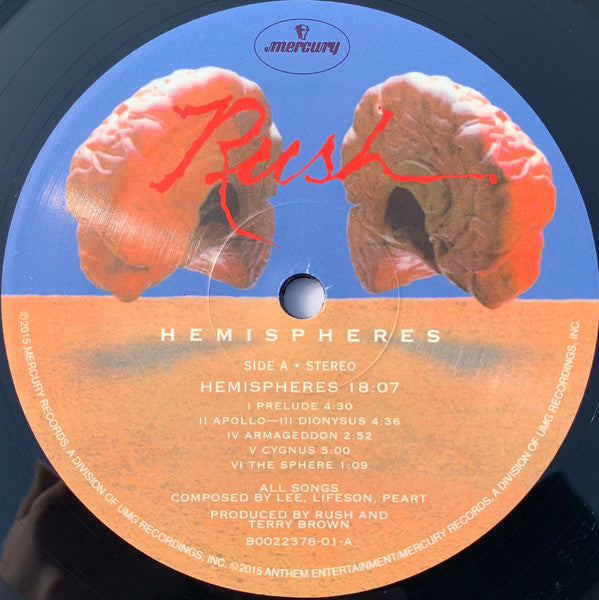 mercury
Rush
HEMISPHERES
SIDE A • STEREO
HEMISPHERES 18:07
I PRELUDE 4:30
II APOLLO—III DIONYSUS 4:36
IV ARMAGEDDON 2:52
V CYGNUS 5:00
VI THE SPHERE 1:09
ALL SONGS
COMPOSED BY LEE, LIFESON, PEART
PRODUCED BY RUSH AND
TERRY BROWN
B0022378-01-A
℗2015 MERCURY RECORDS, A DIVISION OF UMG RECORDINGS, INC. ©2015 ANTHEM ENTERTAINMENT/MERCURY RECORDS, A DIVISION OF UMG RECORDINGS, INC.